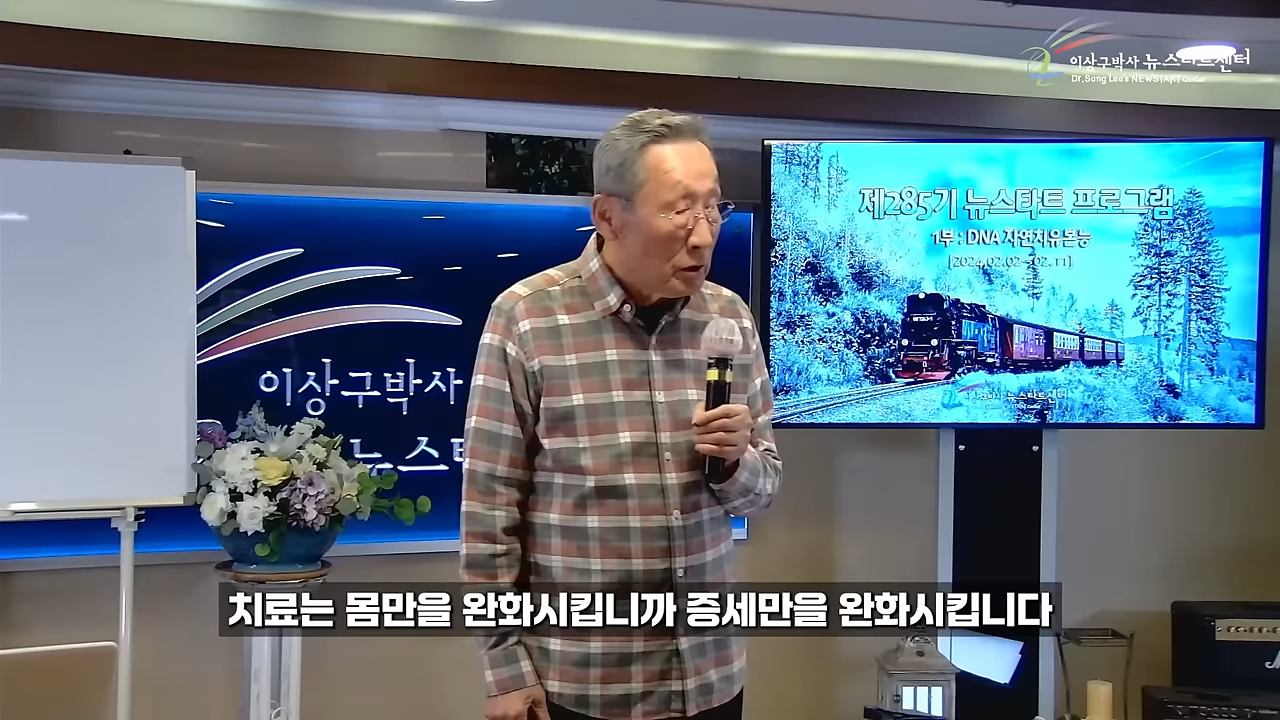 이상구박사 뉴스타트센터
Dr.Sang Lee's NEWSTART Center
제285기 뉴스타트 프로그램
1부 : DNA 자연치유본능
[2024.02.02 - 02.11]
이상구박사
뉴스타
치료는 몸만을 완화시킵니까 증세만을 완화시킵니다